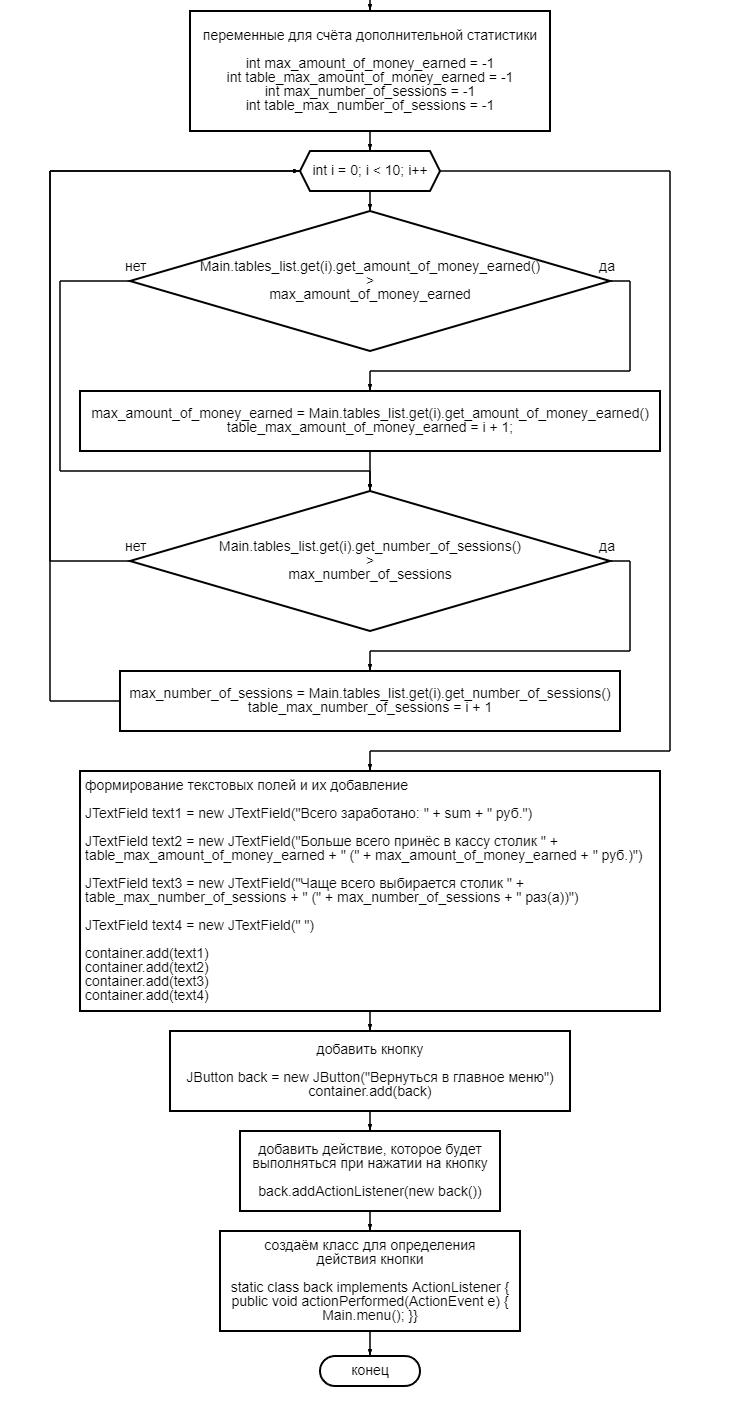 переменные для счёта дополнительной статистики
int max_amount_of_money_earned = -1
int table_max_amount_of_money_earned = -1
int max_number_of_sessions = -1
int table_max_number_of_sessions = -1
int i = 0; i < 10; i++
нет
Main.tables_list.get(i).get_amount_of_money_earned()
>
max_amount_of_money_earned
да
max_amount_of_money_earned = Main.tables_list.get(i).get_amount_of_money_earned()
table_max_amount_of_money_earned = i + 1;
нет
Main.tables_list.get(i).get_number_of_sessions()
>
max_number_of_sessions
да
max_number_of_sessions = Main.tables_list.get(i).get_number_of_sessions()
table_max_number_of_sessions = i + 1
формирование текстовых полей и их добавление
JTextField text1 = new JTextField("Всего заработано: " + sum + " руб.")
JTextField text2 = new JTextField("Больше всего принёс в кассу столик " +
table_max_amount_of_money_earned + " (" + max_amount_of_money_earned + " руб.)")
JTextField text3 = new JTextField("Чаще всего выбирается столик " +
table_max_number_of_sessions + " (" + max_number_of_sessions + " раз(а))")
JTextField text4 = new JTextField(" ")
container.add(text1)
container.add(text2)
container.add(text3)
container.add(text4)
добавить кнопку
JButton back = new JButton("Вернуться в главное меню")
container.add(back)
добавить действие, которое будет
выполняться при нажатии на кнопку
back.addActionListener(new back())
создаём класс для определения
действия кнопки
static class back implements ActionListener {
public void actionPerformed(ActionEvent e) {
Main.menu(); }}
конец